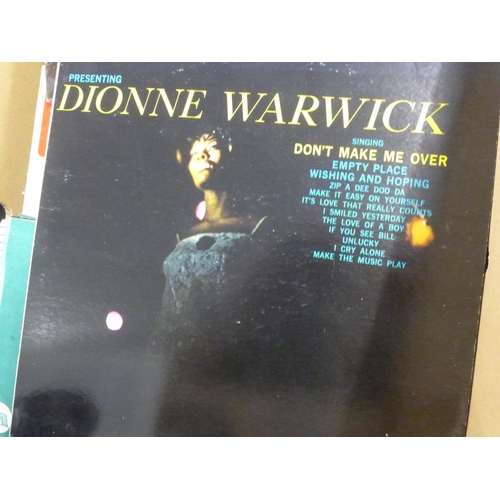 PRESENTING
DIONNE WARWICK
SINGING
DON'T MAKE ME OVER
EMPTY PLACE
WISHING AND HOPING
ZIP A DEE DOO DA
MAKE IT EASY ON YOURSELF
IT'S LOVE THAT REALLY COUNTS
I SMILED YESTERDAY
THE LOVE OF A BOY
IF YOU SEE BILL
UNLUCKY
I CRY ALONE
MAKE THE MUSIC PLAY